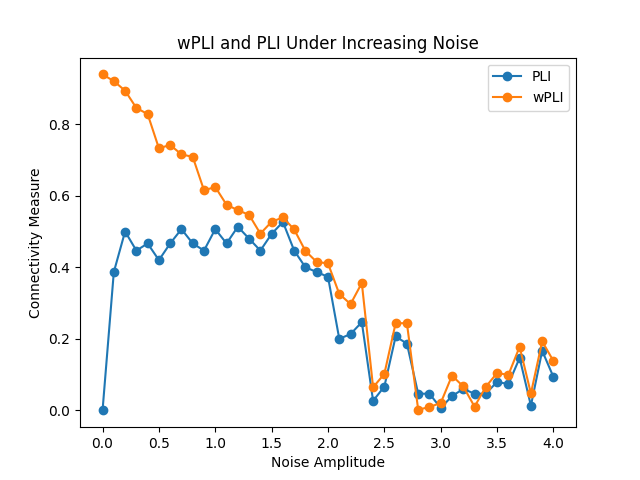 wPLI and PLI Under Increasing Noise
PLI
wPLI
Connectivity Measure
0.8
0.6
0.4
0.2
0.0
0.0 0.5 1.0 1.5 2.0 2.5 3.0 3.5 4.0
Noise Amplitude